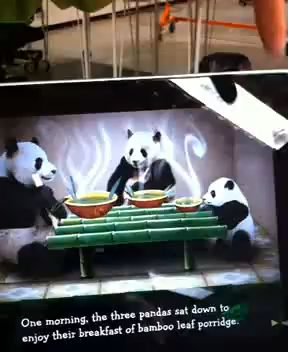 One morning, the three pandas sat down to
enjoy their breakfast of bamboo leaf porridge.